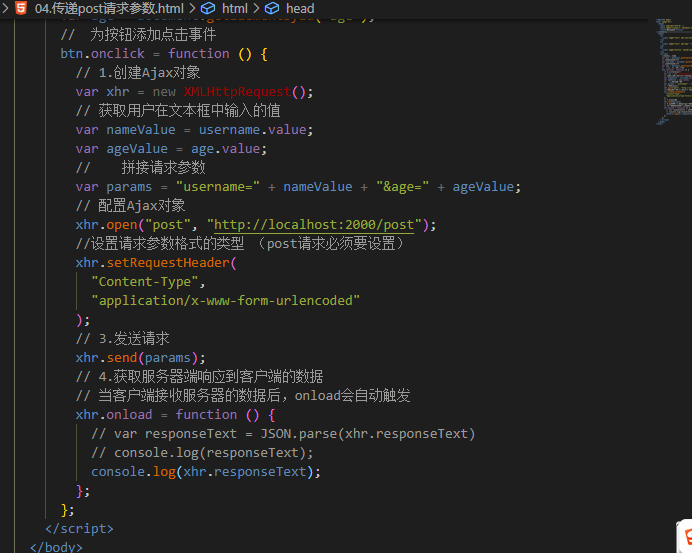 04.传递post请求参数.html > html > head
// 为按钮添加点击事件
btn.onclick = function () {
// 1.创建Ajax对象
var xhr = new XMLHttpRequest();
// 获取用户在文本框中输入的值
var nameValue = username.value;
var ageValue = age.value;
// 拼接请求参数
var params = "username=" + nameValue + "&age=" + ageValue;
// 配置Ajax对象
xhr.open("post", "http://localhost:2000/post");
//设置请求参数格式的类型 （post请求必须要设置）
xhr.setRequestHeader(
"Content-Type",
"application/x-www-form-urlencoded"
);
// 3.发送请求
xhr.send(params);
// 4.获取服务器端响应到客户端的数据
// 当客户端接收服务器的数据后，onload会自动触发
xhr.onload = function () {
// var responseText = JSON.parse(xhr.responseText)
// console.log(responseText);
console.log(xhr.responseText);
};
};
</script>
</body>